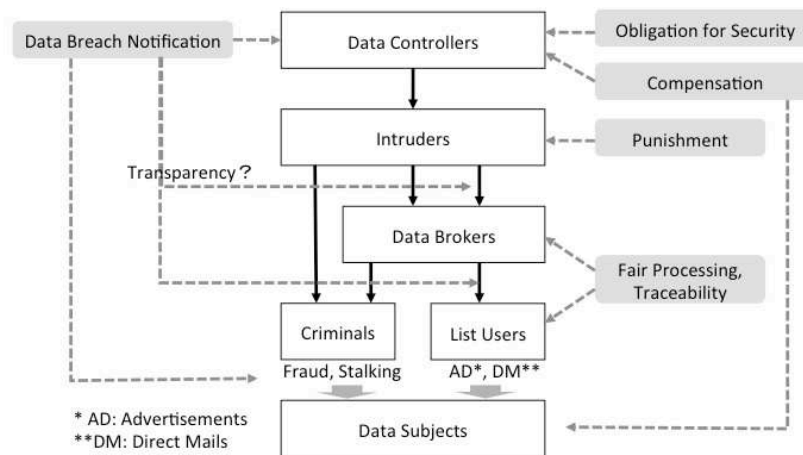 Data Breach Notification
Data Controllers
Obligation for Security
Compensation
Intruders
Punishment
Transparency?
Data Brokers
Fair Processing,
Traceability
Criminals
List Users
Fraud, Stalking
AD*, DM**
* AD: Advertisements
**DM: Direct Mails
Data Subjects